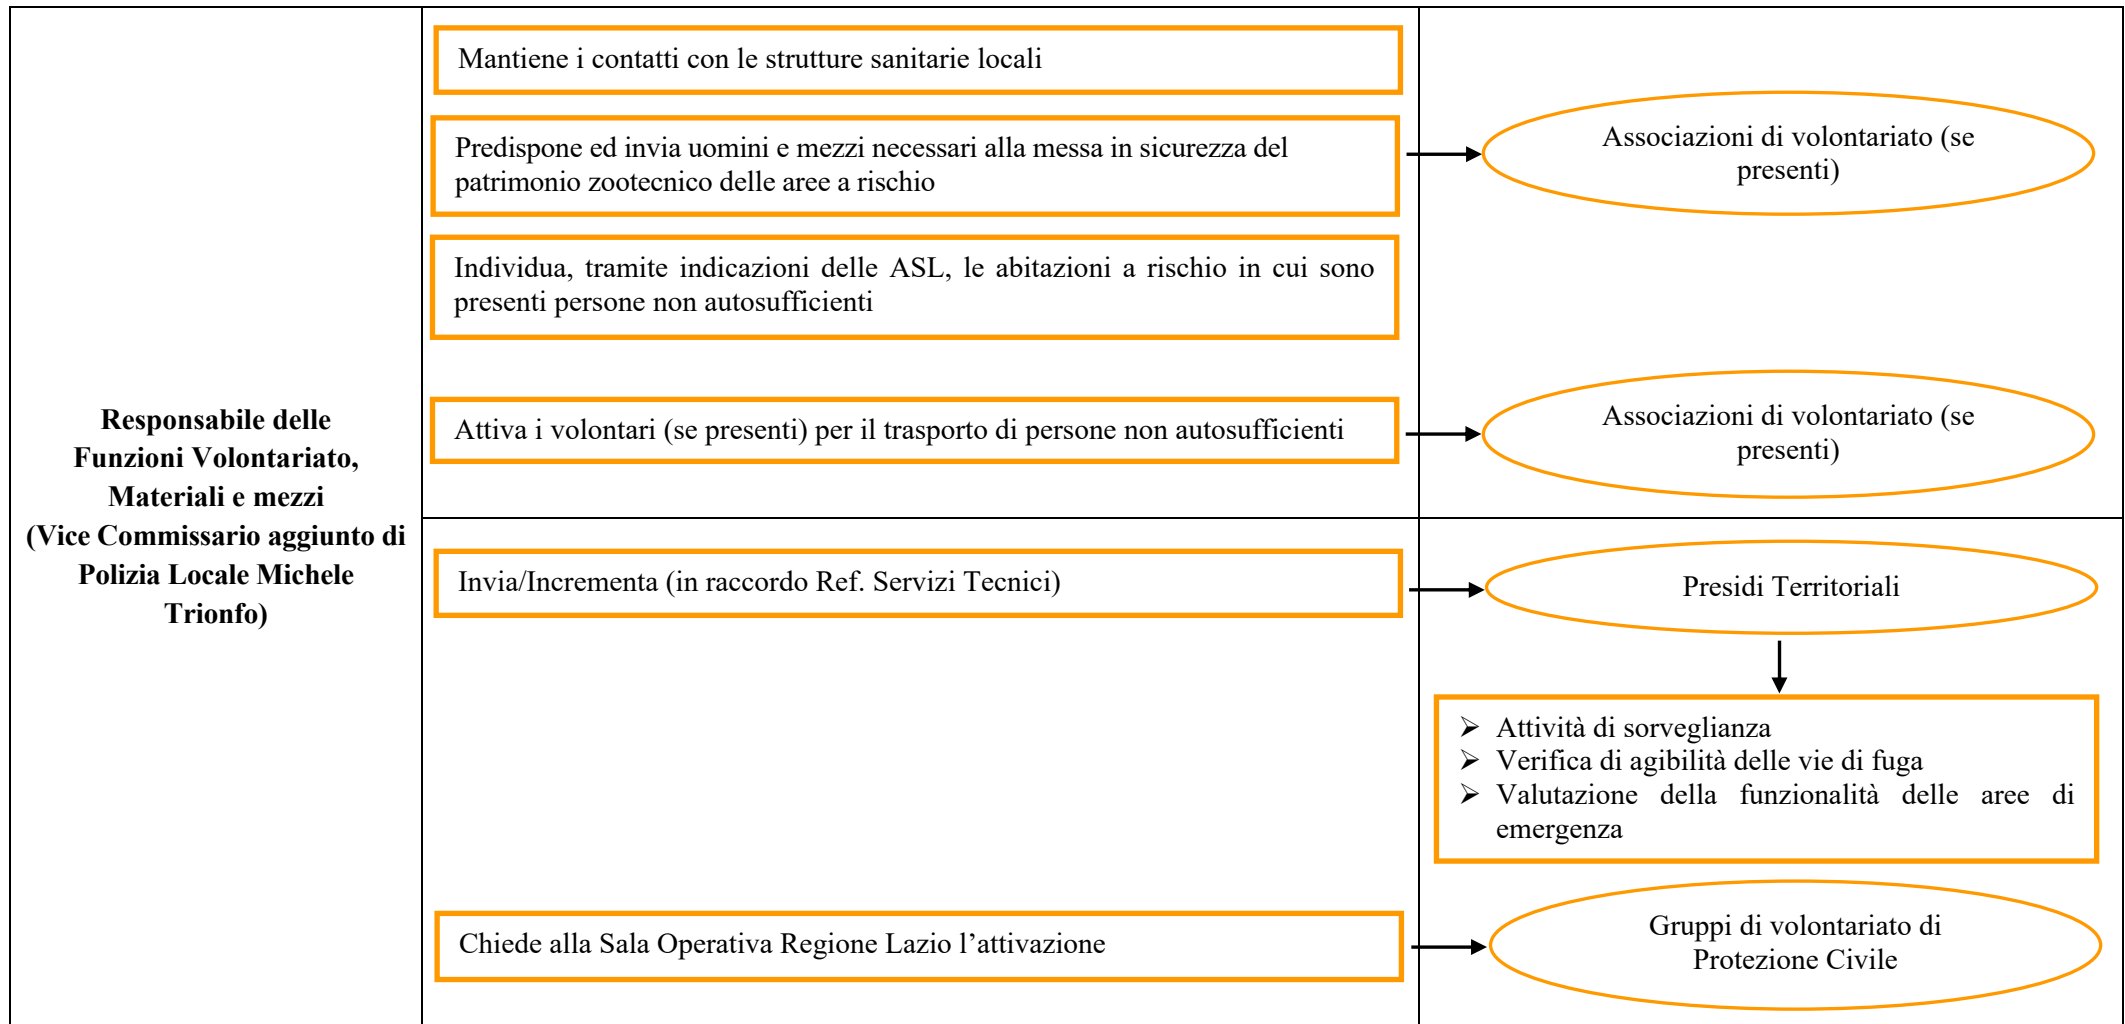 Responsabile delle
Funzioni Volontariato,
Materiali e mezzi
(Vice Commissario aggiunto di
Polizia Locale Michele
Trionfo)
Mantiene i contatti con le strutture sanitarie locali
Predispone ed invia uomini e mezzi necessari alla messa in sicurezza del
patrimonio zootecnico delle aree a rischio
Associazioni di volontariato (se
presenti)
Individua, tramite indicazioni delle ASL, le abitazioni a rischio in cui sono
presenti persone non autosufficienti
Attiva i volontari (se presenti) per il trasporto di persone non autosufficienti
Associazioni di volontariato (se
presenti)
Invia/Incrementa (in raccordo Ref. Servizi Tecnici)
Presidi Territoriali
➢ Attività di sorveglianza
➢ Verifica di agibilità delle vie di fuga
➢ Valutazione della funzionalità delle aree di
emergenza
Chiede alla Sala Operativa Regione Lazio l’attivazione
Gruppi di volontariato di
Protezione Civile